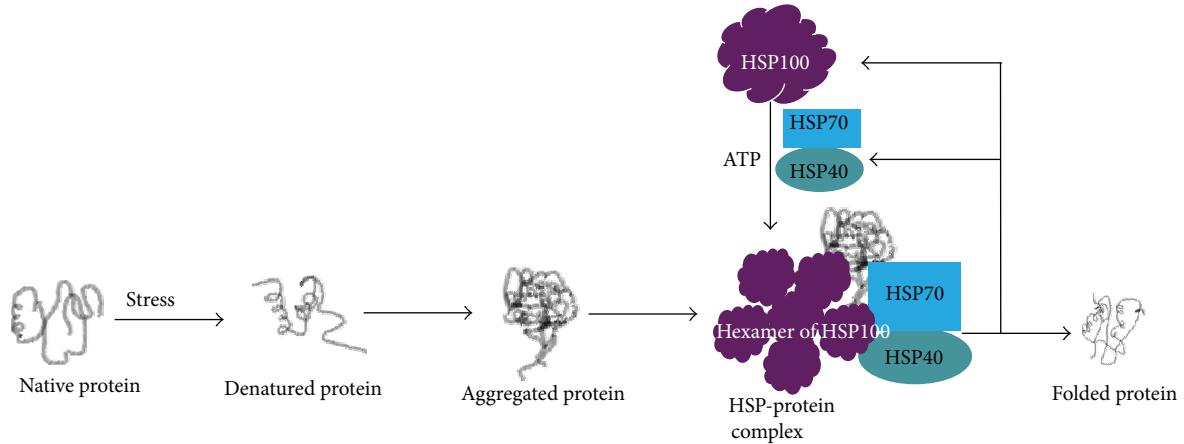 HSP100
HSP70
ATP
HSP40
Stress
HSP70
Hexamer of HSP100
HSP40
Native protein
Denatured protein
Aggregated protein
HSP-protein
complex
Folded protein